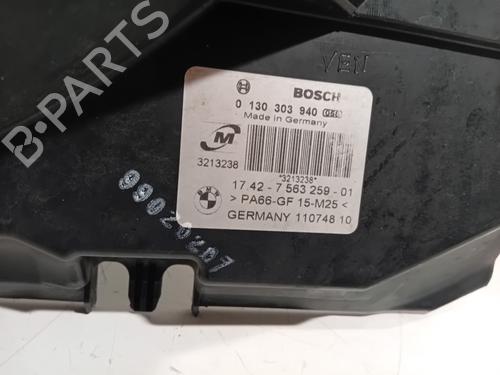 B-PARTS
VEN
BOSCH
0 130 303 940
Made in Germany
3213238
*3213238*
17.42 - 7 563 259 - 01
> PA66-GF 15-M25 <
GERMANY 110748 10